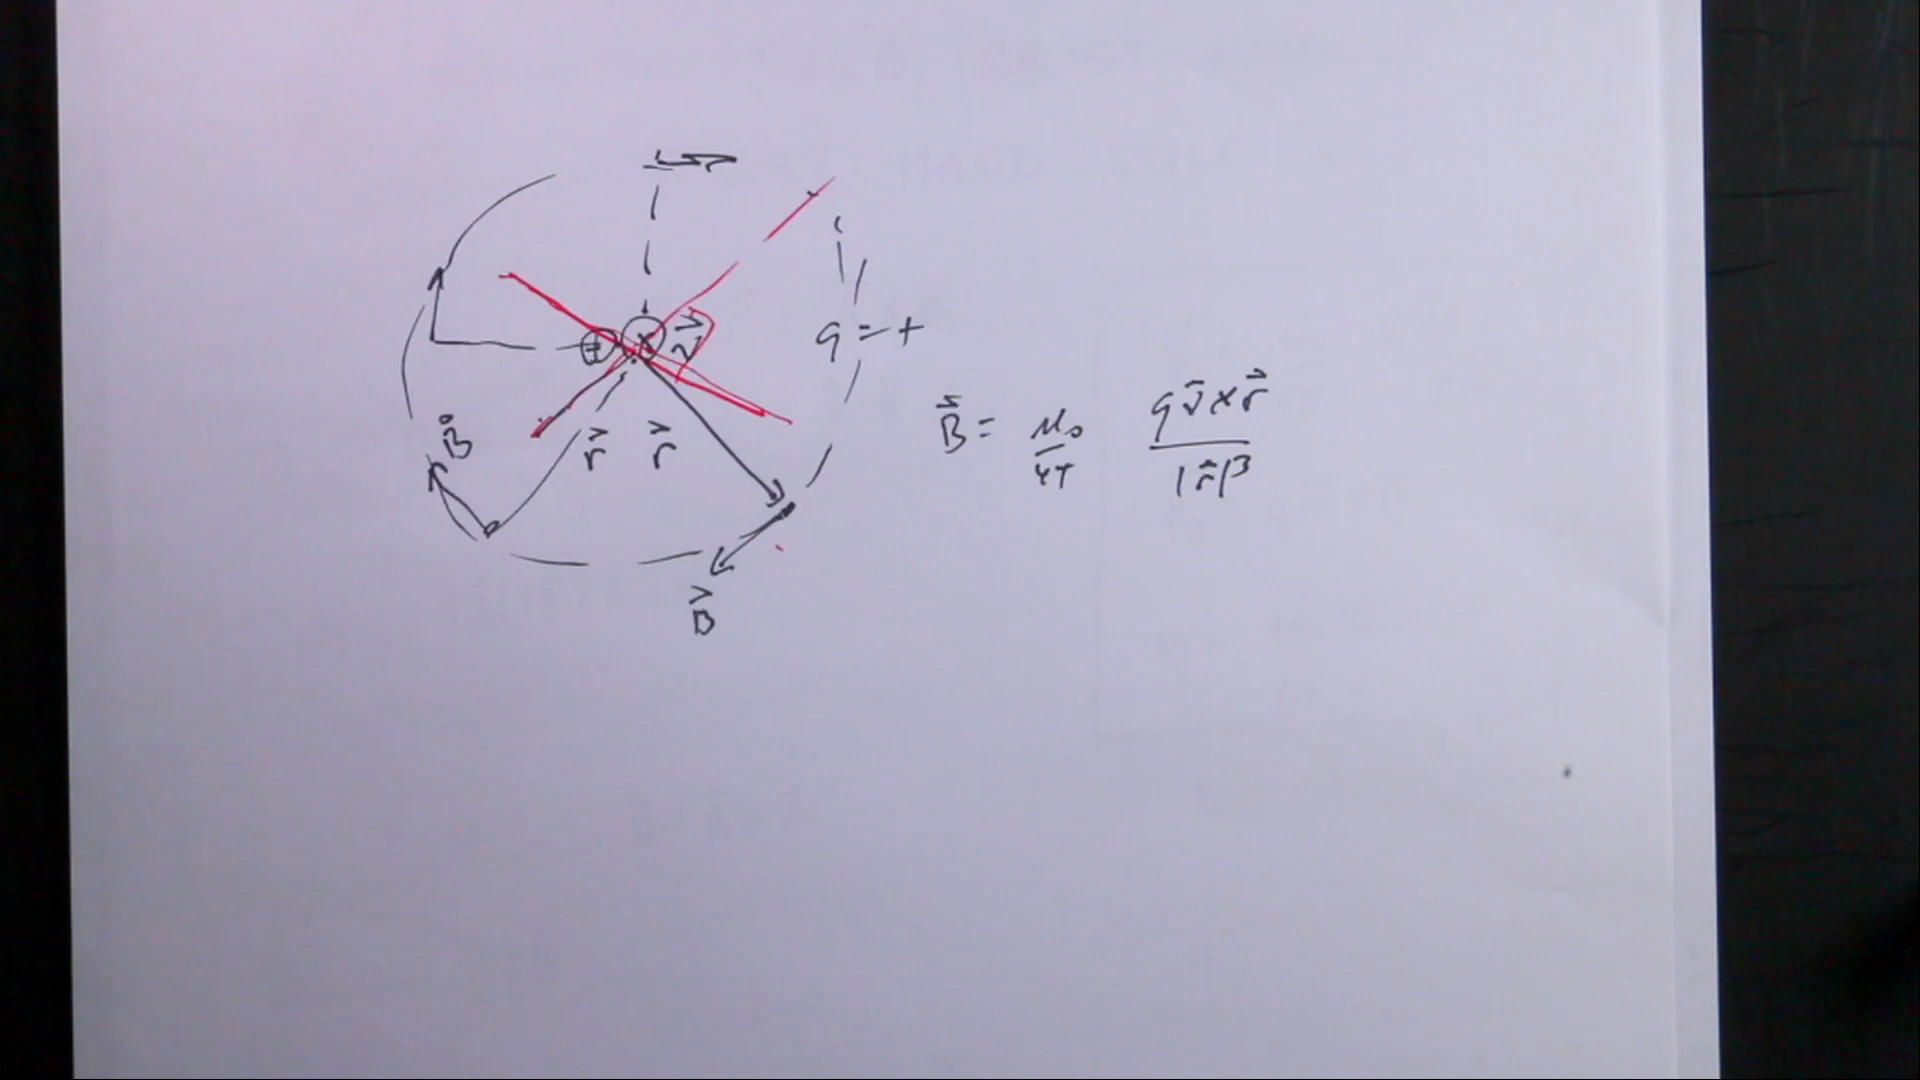 +
v⃗
q = +
B⃗ = μ₀/4π q v⃗ × r⃗ / |r⃗|³
B⃗
r⃗
r⃗
B⃗